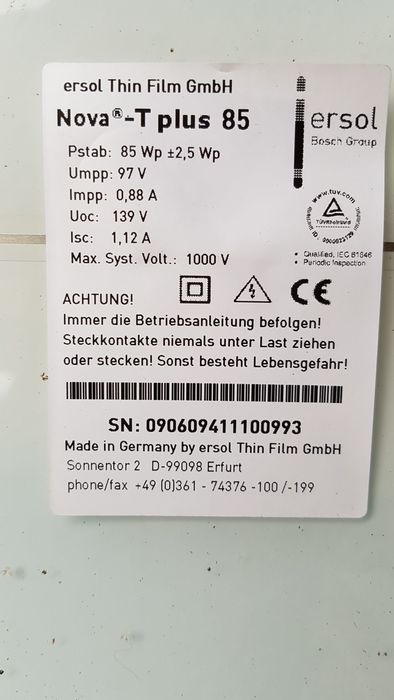 ersol Thin Film GmbH
Nova®-T plus 85
ersol
Bosch Group
Pstab: 85 Wp ±2,5 Wp
Umpp: 97 V
Impp: 0,88 A
Uoc: 139 V
Isc: 1,12 A
Max. Syst. Volt.: 1000 V
www.tuv.com
TÜVRheinland
• Qualified, IEC 61646
• Periodic Inspection
CE
ACHTUNG!
Immer die Betriebsanleitung befolgen!
Steckkontakte niemals unter Last ziehen
oder stecken! Sonst besteht Lebensgefahr!
SN: 090609411100993
Made in Germany by ersol Thin Film GmbH
Sonnentor 2 D-99098 Erfurt
phone/fax +49 (0)361 - 74376 -100 /-199